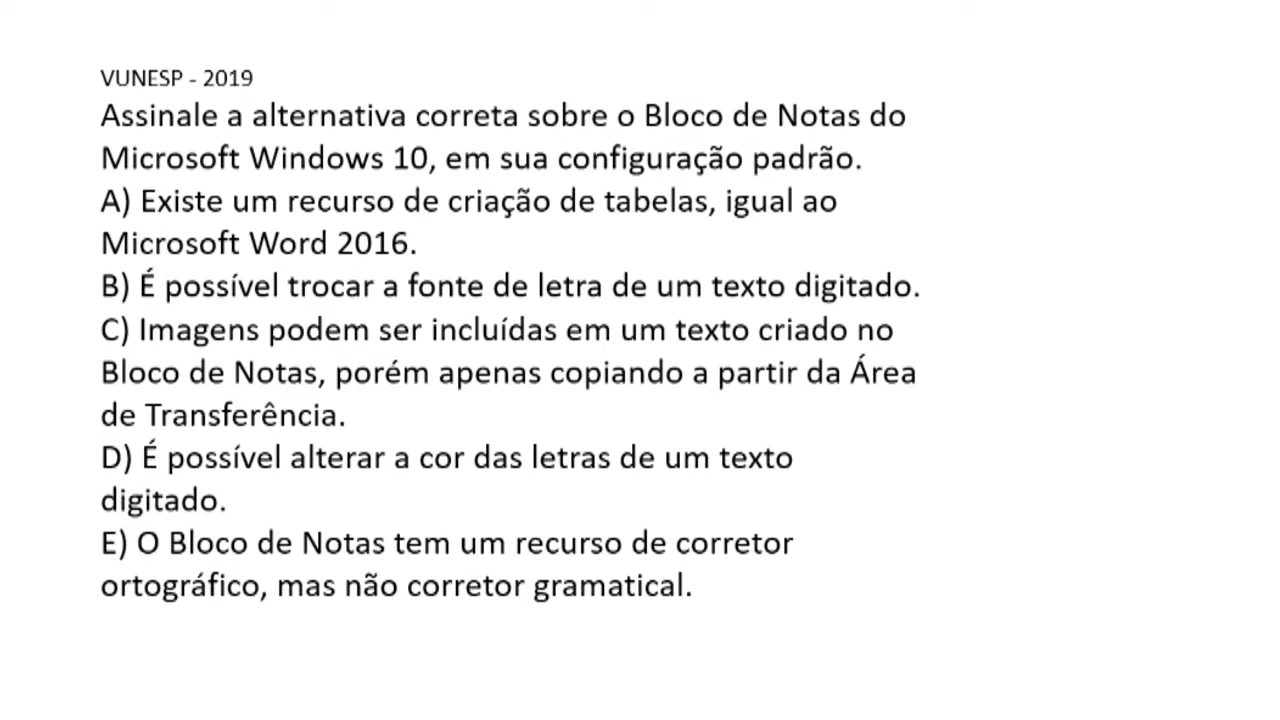 VUNESP - 2019
Assinale a alternativa correta sobre o Bloco de Notas do
Microsoft Windows 10, em sua configuração padrão.
A) Existe um recurso de criação de tabelas, igual ao
Microsoft Word 2016.
B) É possível trocar a fonte de letra de um texto digitado.
C) Imagens podem ser incluídas em um texto criado no
Bloco de Notas, porém apenas copiando a partir da Área
de Transferência.
D) É possível alterar a cor das letras de um texto
digitado.
E) O Bloco de Notas tem um recurso de corretor
ortográfico, mas não corretor gramatical.